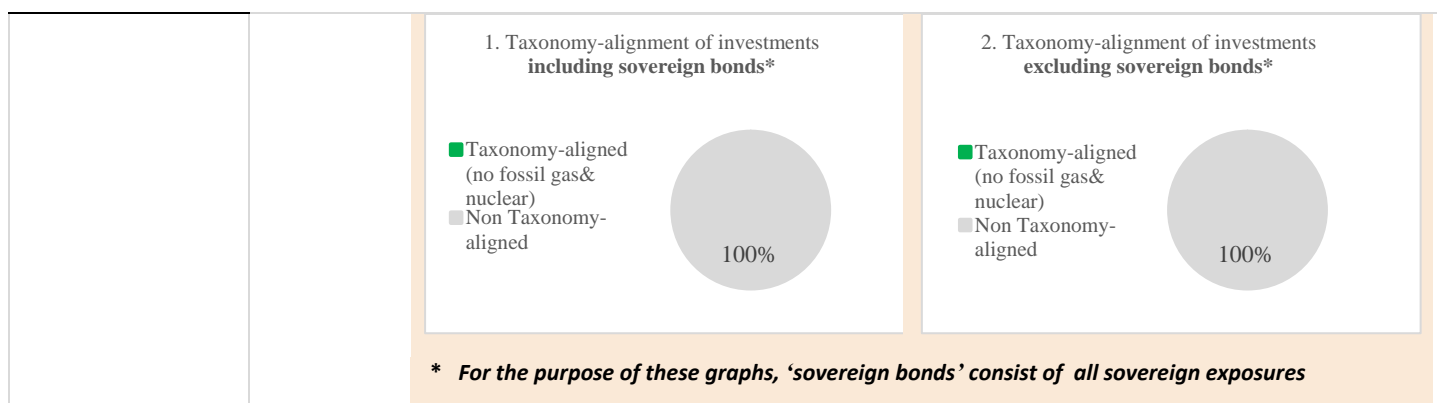 1. Taxonomy-alignment of investments
including sovereign bonds*
Taxonomy-aligned
(no fossil gas&
nuclear)
Non Taxonomy-
aligned
100%
2. Taxonomy-alignment of investments
excluding sovereign bonds*
Taxonomy-aligned
(no fossil gas&
nuclear)
Non Taxonomy-
aligned
100%
* For the purpose of these graphs, ‘sovereign bonds’ consist of all sovereign exposures